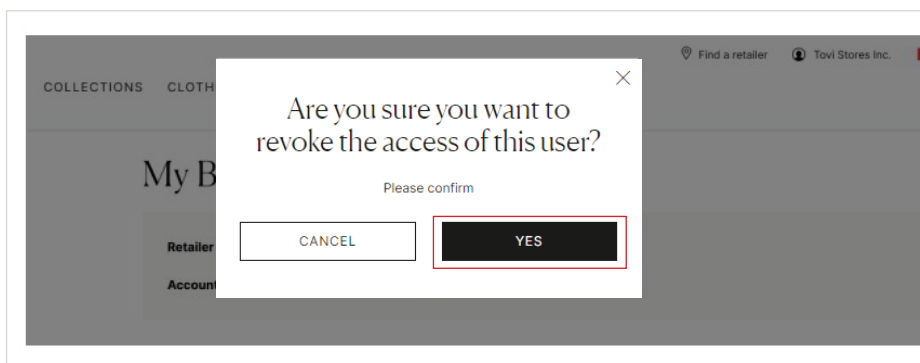 Find a retailer Tovi Stores Inc.
COLLECTIONS CLOTH
Are you sure you want to
revoke the access of this user?
My B
Please confirm
CANCEL YES
Retailer
Account